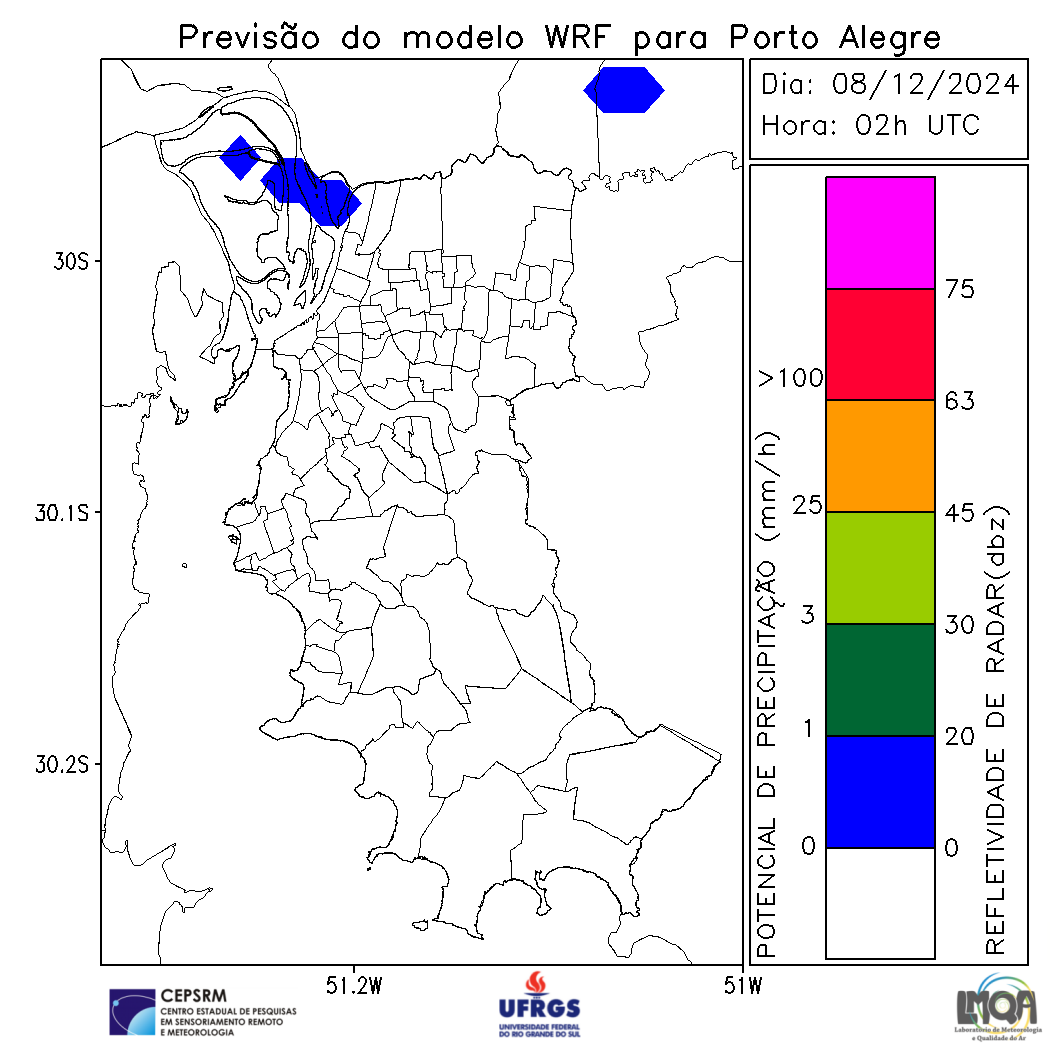 Previsão do modelo WRF para Porto Alegre
Dia: 08/12/2024
Hora: 02h UTC
30S
30.1S
30.2S
51.2W
51W
POTENCIAL DE PRECIPITAÇÃO (mm/h)
>100
25
3
1
0
75
63
45
30
20
0
REFLETIVIDADE DE RADAR(dbz)
CEPSRM
CENTRO ESTADUAL DE PESQUISAS
EM SENSORIAMENTO REMOTO
E METEOROLOGIA
UFRGS
UNIVERSIDADE FEDERAL
DO RIO GRANDE DO SUL
LMQA
Laboratório de Meteorologia
e Qualidade do Ar